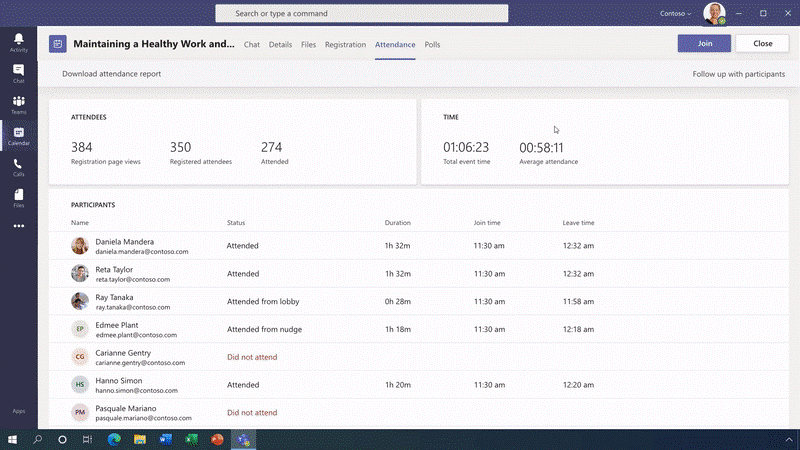 Search or type a command
Contoso
Activity
Chat
Teams
Calendar
Calls
Files
Apps
Maintaining a Healthy Work and...
Chat Details Files Registration Attendance Polls
Join Close
Download attendance report
Follow up with participants
ATTENDEES
384 350 274
Registration page views Registered attendees Attended
TIME
01:06:23 00:58:11
Total event time Average attendance
PARTICIPANTS
Name Status Duration Join time Leave time
Daniela Mandera
daniela.mandera@contoso.com
Attended 1h 32m 11:30 am 12:32 am
Reta Taylor
reta.taylor@contoso.com
Attended 1h 32m 11:30 am 12:32 am
Ray Tanaka
ray.tanaka@contoso.com
Attended from lobby 0h 28m 11:30 am 11:58 am
EP
Edmee Plant
edmee.plant@contoso.com
Attended from nudge 1h 18m 11:30 am 12:18 am
CG
Carianne Gentry
carianne.gentry@contoso.com
Did not attend
HS
Hanno Simon
hanno.simon@contoso.com
Attended 1h 20m 11:30 am 12:20 am
PM
Pasquale Mariano
pasquale.mariano@contoso.com
Did not attend